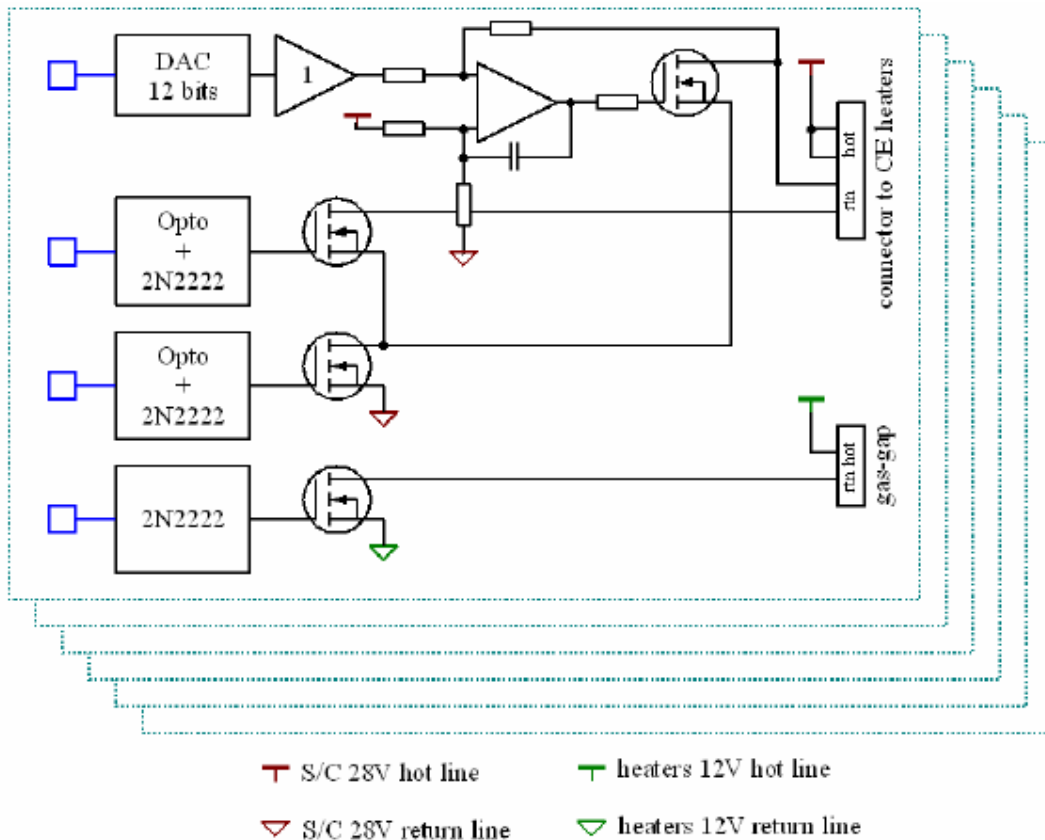 DAC
12 bits
1
hot
rtn
connector to CE heaters
Opto
+
2N2222
Opto
+
2N2222
2N2222
rtn hot
gas-gap
S/C 28V hot line
heaters 12V hot line
S/C 28V return line
heaters 12V return line